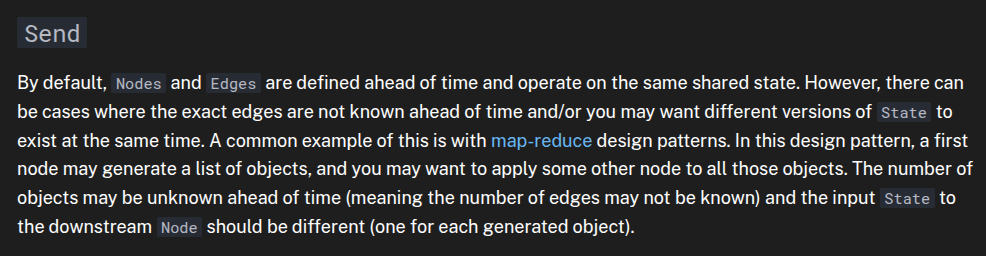 Send
By default, Nodes and Edges are defined ahead of time and operate on the same shared state. However, there can
be cases where the exact edges are not known ahead of time and/or you may want different versions of State to
exist at the same time. A common example of this is with map-reduce design patterns. In this design pattern, a first
node may generate a list of objects, and you may want to apply some other node to all those objects. The number of
objects may be unknown ahead of time (meaning the number of edges may not be known) and the input State to
the downstream Node should be different (one for each generated object).